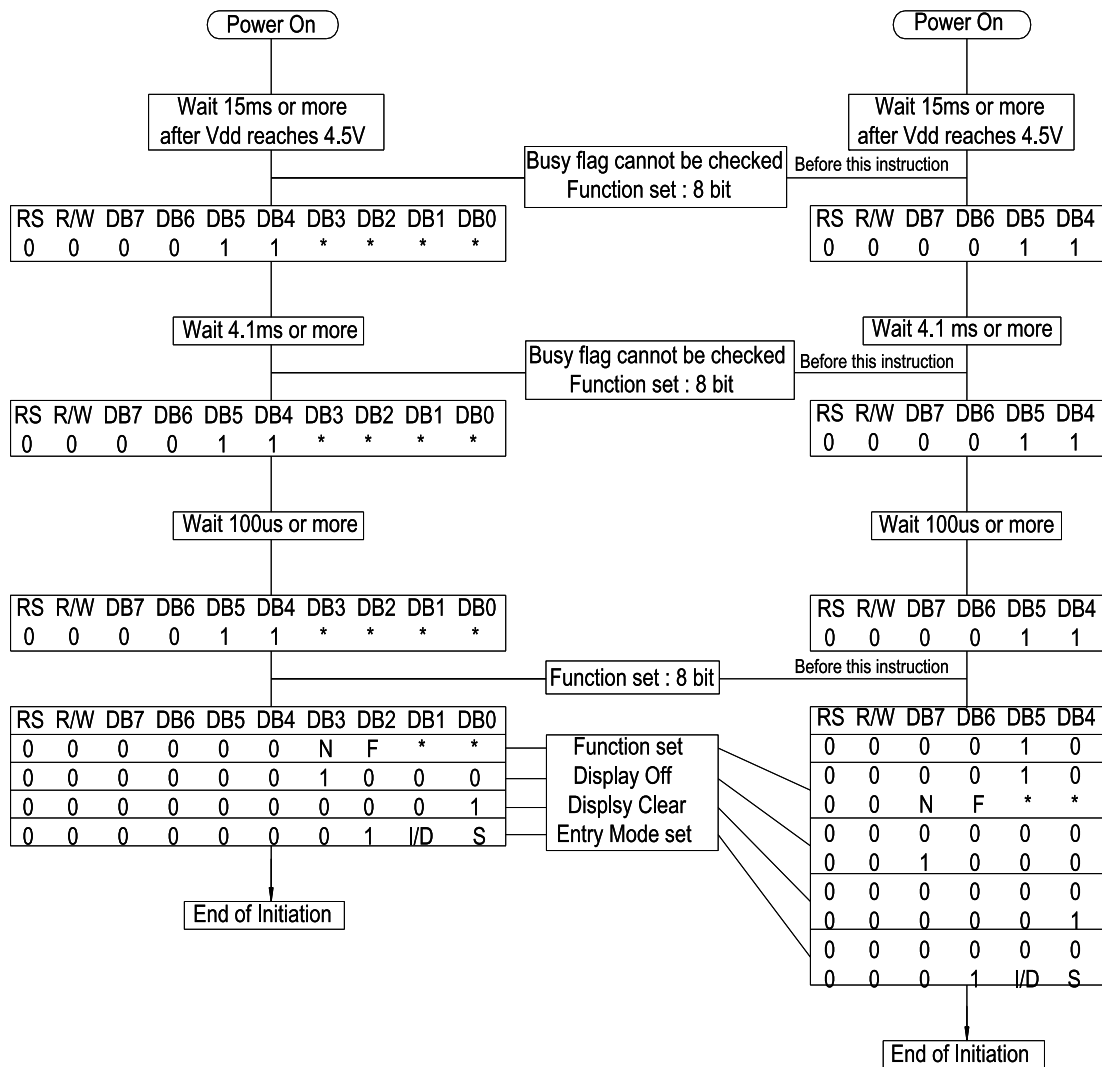 Power On
Wait 15ms or more
after Vdd reaches 4.5V
Busy flag cannot be checked
Function set : 8 bit
RS R/W DB7 DB6 DB5 DB4 DB3 DB2 DB1 DB0
0 0 0 0 1 1 * * * *
Wait 4.1ms or more
Busy flag cannot be checked
Function set : 8 bit
RS R/W DB7 DB6 DB5 DB4 DB3 DB2 DB1 DB0
0 0 0 0 1 1 * * * *
Wait 100us or more
RS R/W DB7 DB6 DB5 DB4 DB3 DB2 DB1 DB0
0 0 0 0 1 1 * * * *
Function set : 8 bit
RS R/W DB7 DB6 DB5 DB4 DB3 DB2 DB1 DB0
0 0 0 0 0 0 N F * *
0 0 0 0 0 0 1 0 0 0
0 0 0 0 0 0 0 0 0 1
0 0 0 0 0 0 0 1 I/D S
End of Initiation
Function set
Display Off
Displsy Clear
Entry Mode set
Power On
Wait 15ms or more
after Vdd reaches 4.5V
Before this instruction
RS R/W DB7 DB6 DB5 DB4
0 0 0 0 1 1
Wait 4.1 ms or more
Before this instruction
RS R/W DB7 DB6 DB5 DB4
0 0 0 0 1 1
Wait 100us or more
RS R/W DB7 DB6 DB5 DB4
0 0 0 0 1 1
Before this instruction
RS R/W DB7 DB6 DB5 DB4
0 0 0 0 1 0
0 0 0 0 1 0
0 0 N F * *
0 0 0 0 0 0
0 0 1 0 0 0
0 0 0 0 0 0
0 0 0 0 0 1
0 0 0 0 0 0
0 0 0 1 I/D S
End of Initiation